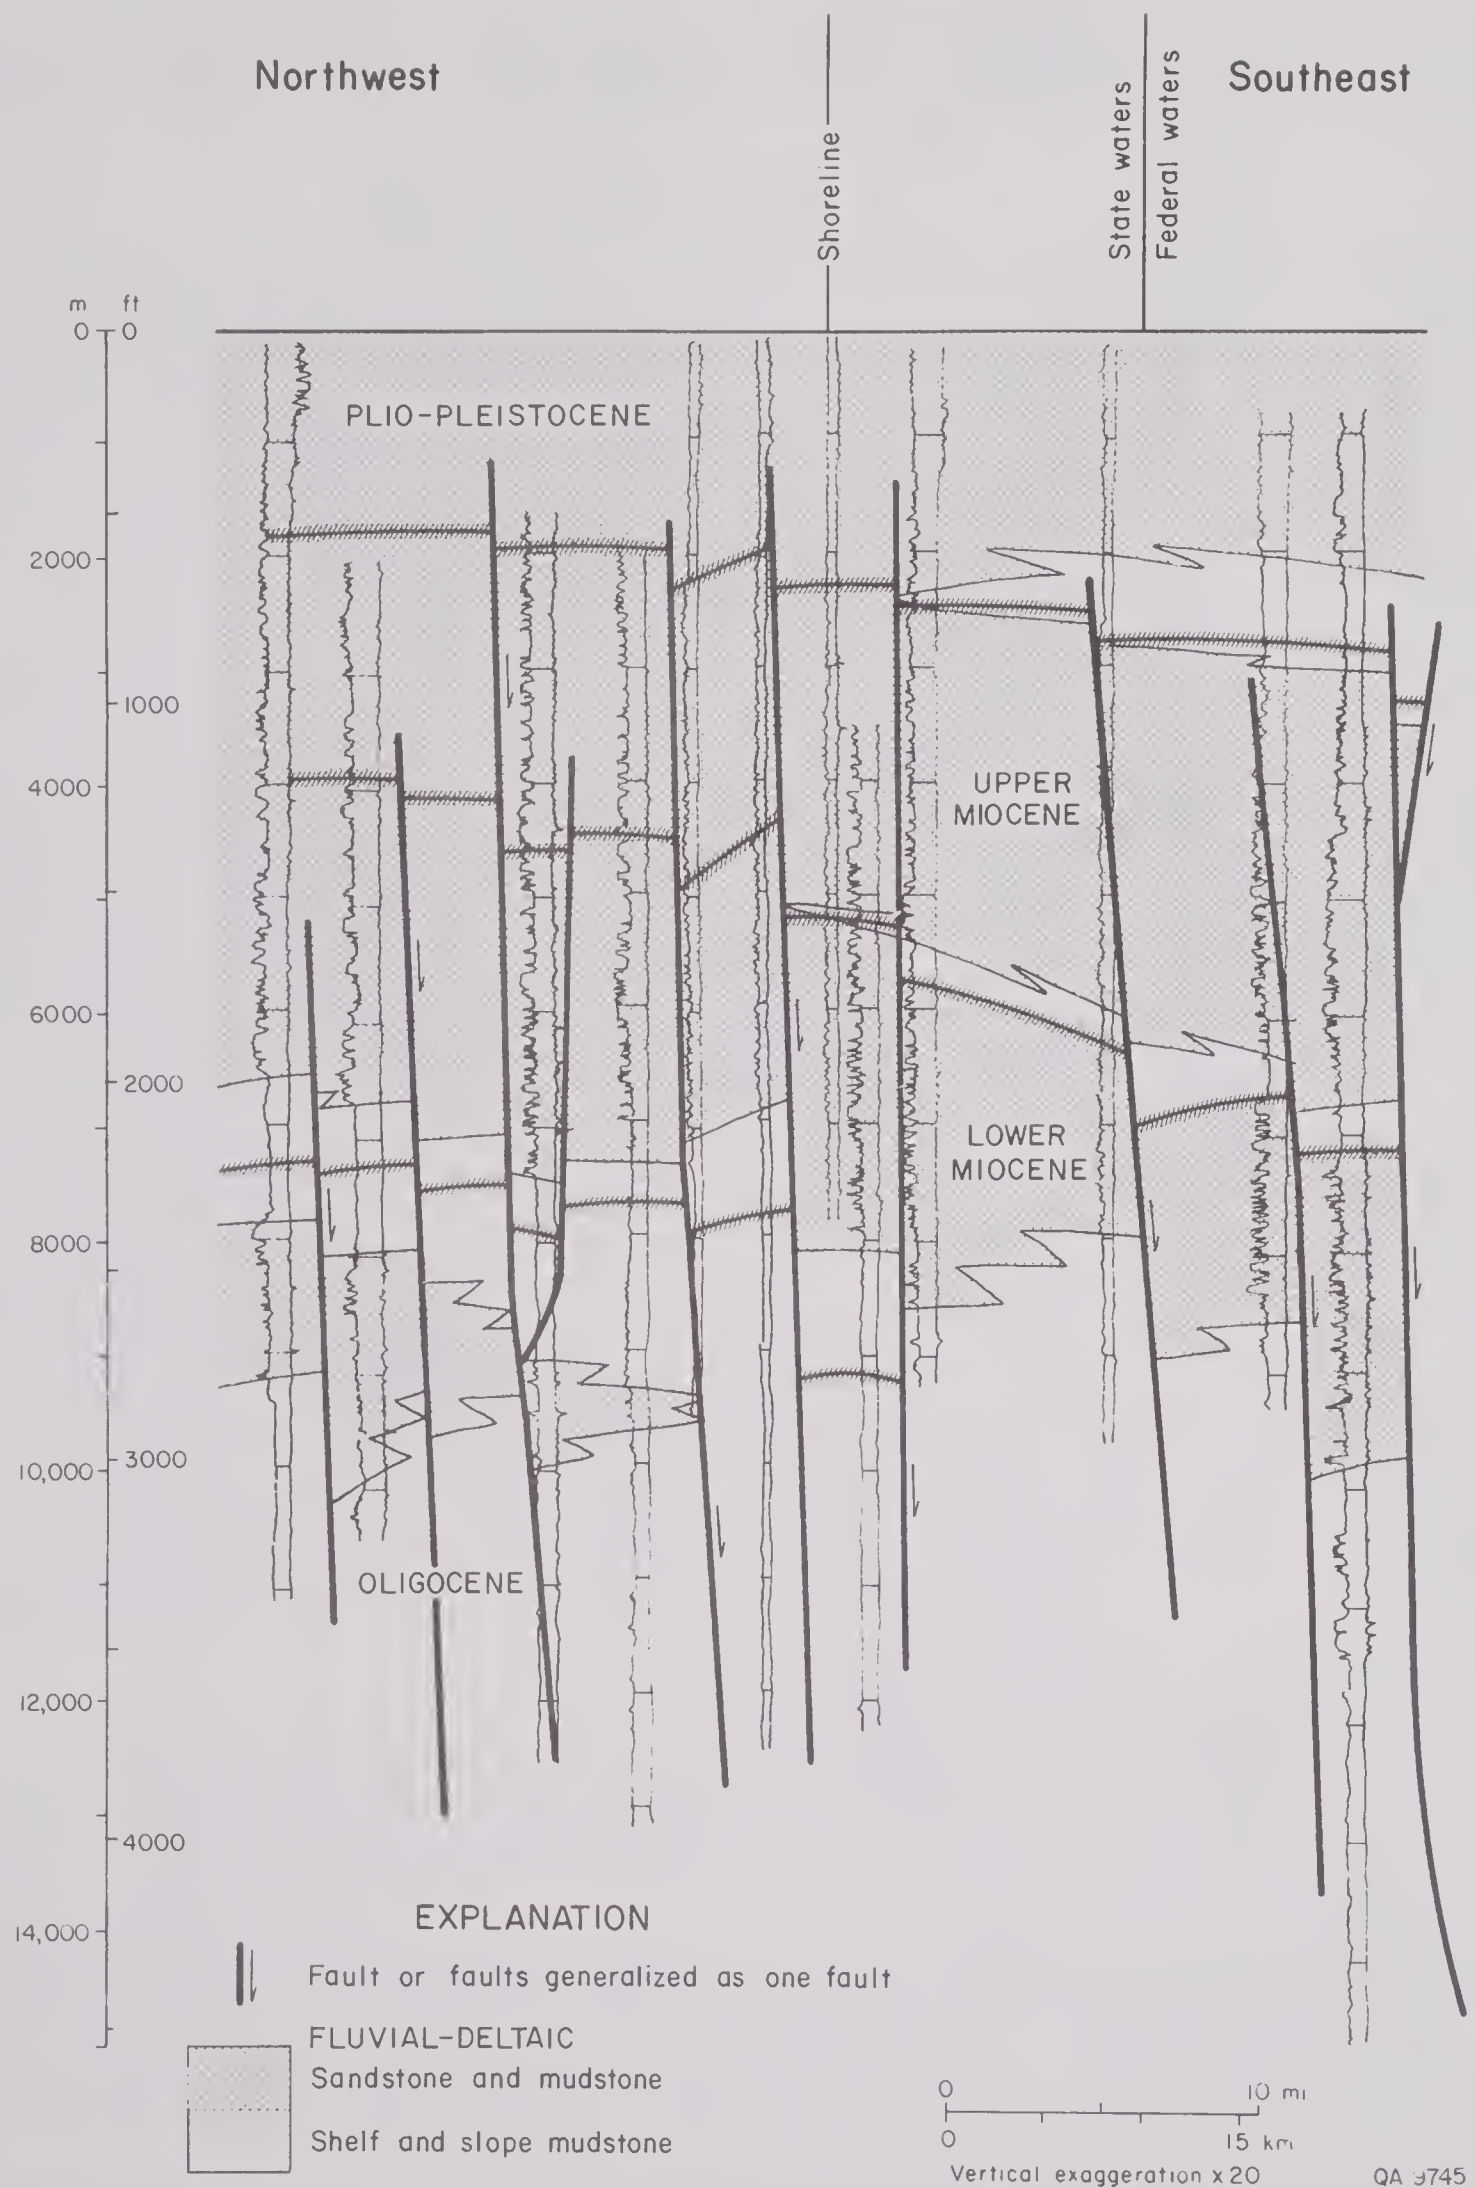 Northwest
Southeast
Shoreline
State waters
Federal waters
m ft
0 0
PLIO-PLEISTOCENE
2000
1000
4000
UPPER
MIOCENE
6000
2000
LOWER
MIOCENE
8000
10,000
3000
OLIGOCENE
12,000
4000
14,000
EXPLANATION
Fault or faults generalized as one fault
FLUVIAL-DELTAIC
Sandstone and mudstone
Shelf and slope mudstone
0 10 mi
0 15 km
Vertical exaggeration x 20
QA 9745